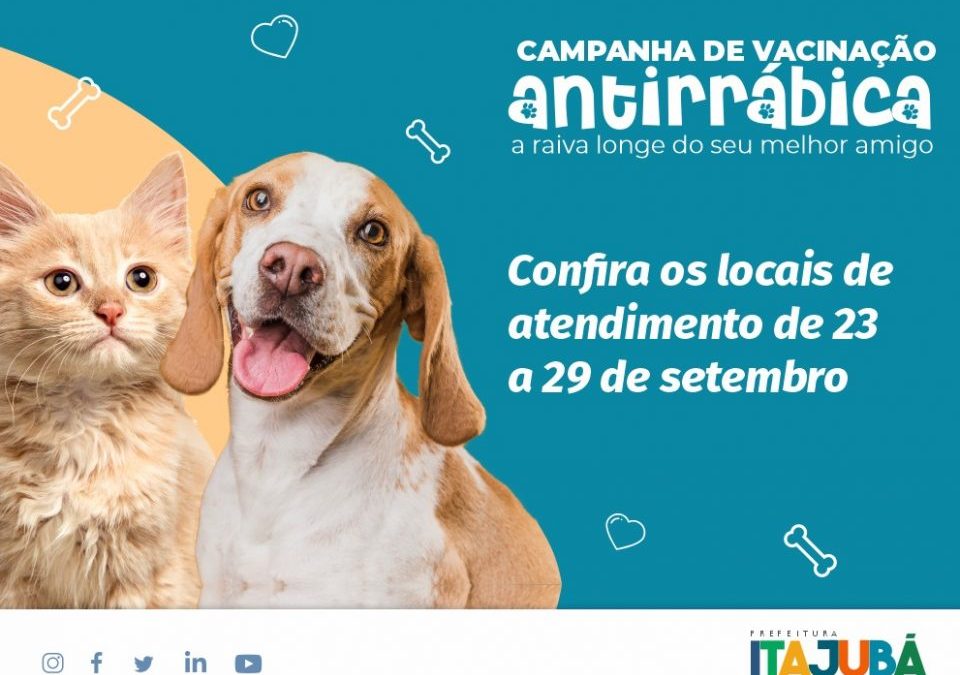 CAMPANHA DE VACINAÇÃO
antirrábica
a raiva longe do seu melhor amigo
Confira os locais de
atendimento de 23
a 29 de setembro
PREFEITURA
ITAJUBÁ